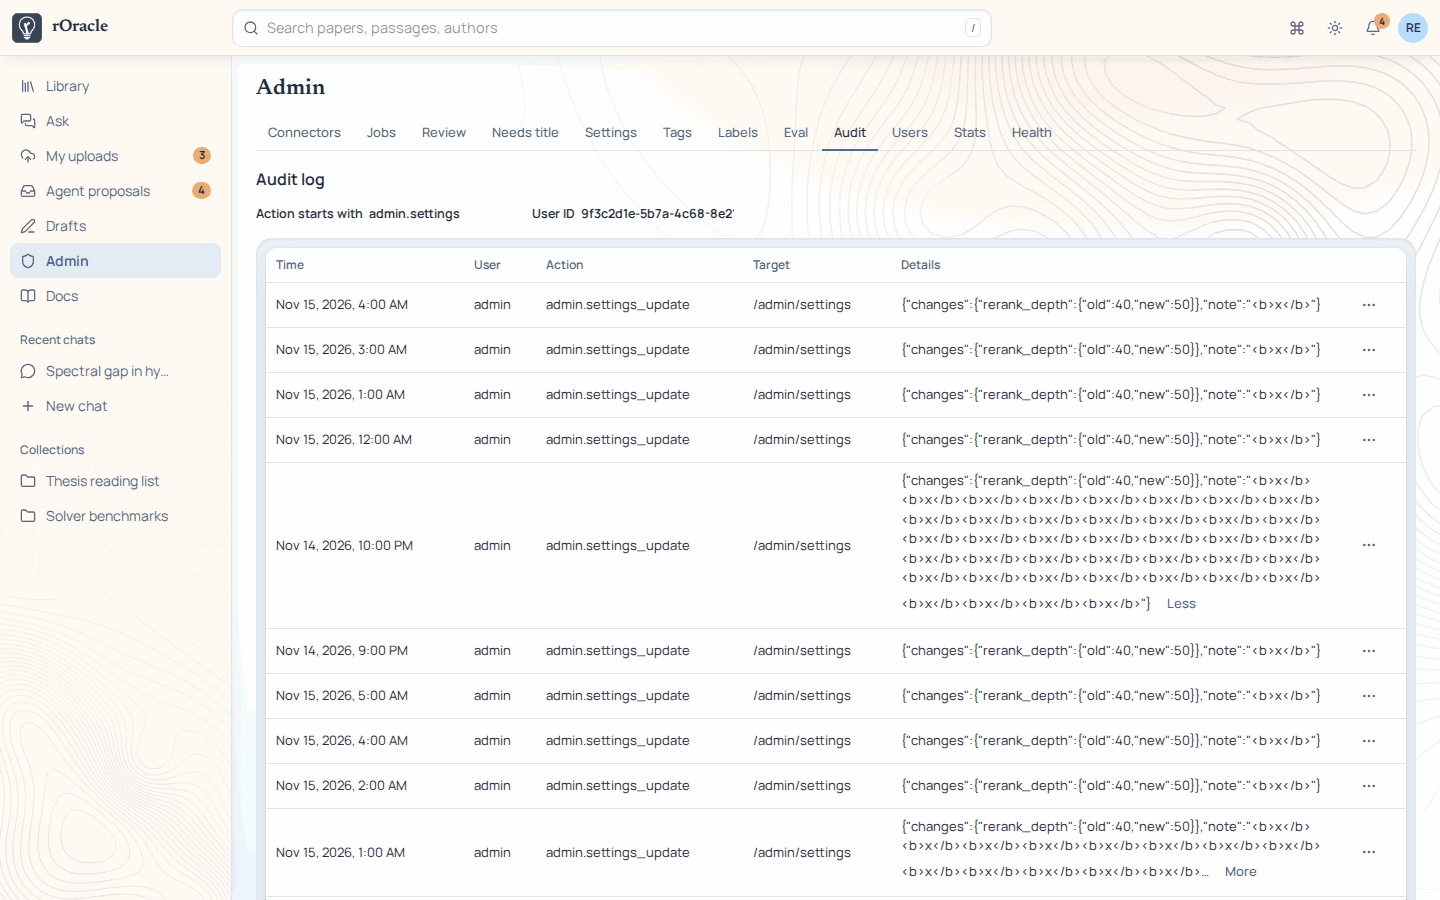 rOracle
Search papers, passages, authors
/
4
RE
Library
Ask
My uploads 3
Agent proposals 4
Drafts
Admin
Docs
Recent chats
Spectral gap in hy...
New chat
Collections
Thesis reading list
Solver benchmarks
Admin
Connectors Jobs Review Needs title Settings Tags Labels Eval Audit Users Stats Health
Audit log
Action starts with admin.settings User ID 9f3c2d1e-5b7a-4c68-8e2
Time User Action Target Details
Nov 15, 2026, 4:00 AM admin admin.settings_update /admin/settings {"changes":{"rerank_depth":{"old":40,"new":50}},"note":"<b>x</b>"}
Nov 15, 2026, 3:00 AM admin admin.settings_update /admin/settings {"changes":{"rerank_depth":{"old":40,"new":50}},"note":"<b>x</b>"}
Nov 15, 2026, 1:00 AM admin admin.settings_update /admin/settings {"changes":{"rerank_depth":{"old":40,"new":50}},"note":"<b>x</b>"}
Nov 15, 2026, 12:00 AM admin admin.settings_update /admin/settings {"changes":{"rerank_depth":{"old":40,"new":50}},"note":"<b>x</b>"}
{"changes":{"rerank_depth":{"old":40,"new":50}},"note":"<b>x</b>
<b>x</b><b>x</b><b>x</b><b>x</b><b>x</b><b>x</b><b>x</b>
<b>x</b><b>x</b><b>x</b><b>x</b><b>x</b><b>x</b><b>x</b>
<b>x</b><b>x</b><b>x</b><b>x</b><b>x</b><b>x</b><b>x</b>
Nov 14, 2026, 10:00 PM admin admin.settings_update /admin/settings <b>x</b><b>x</b><b>x</b><b>x</b><b>x</b><b>x</b><b>x</b>
<b>x</b><b>x</b><b>x</b><b>x</b><b>x</b><b>x</b><b>x</b>
<b>x</b><b>x</b><b>x</b><b>x</b>"} Less
Nov 14, 2026, 9:00 PM admin admin.settings_update /admin/settings {"changes":{"rerank_depth":{"old":40,"new":50}},"note":"<b>x</b>"}
Nov 15, 2026, 5:00 AM admin admin.settings_update /admin/settings {"changes":{"rerank_depth":{"old":40,"new":50}},"note":"<b>x</b>"}
Nov 15, 2026, 4:00 AM admin admin.settings_update /admin/settings {"changes":{"rerank_depth":{"old":40,"new":50}},"note":"<b>x</b>"}
Nov 15, 2026, 2:00 AM admin admin.settings_update /admin/settings {"changes":{"rerank_depth":{"old":40,"new":50}},"note":"<b>x</b>"}
{"changes":{"rerank_depth":{"old":40,"new":50}},"note":"<b>x</b>
<b>x</b><b>x</b><b>x</b><b>x</b><b>x</b><b>x</b><b>x</b>
Nov 15, 2026, 1:00 AM admin admin.settings_update /admin/settings <b>x</b><b>x</b><b>x</b><b>x</b><b>x</b>... More